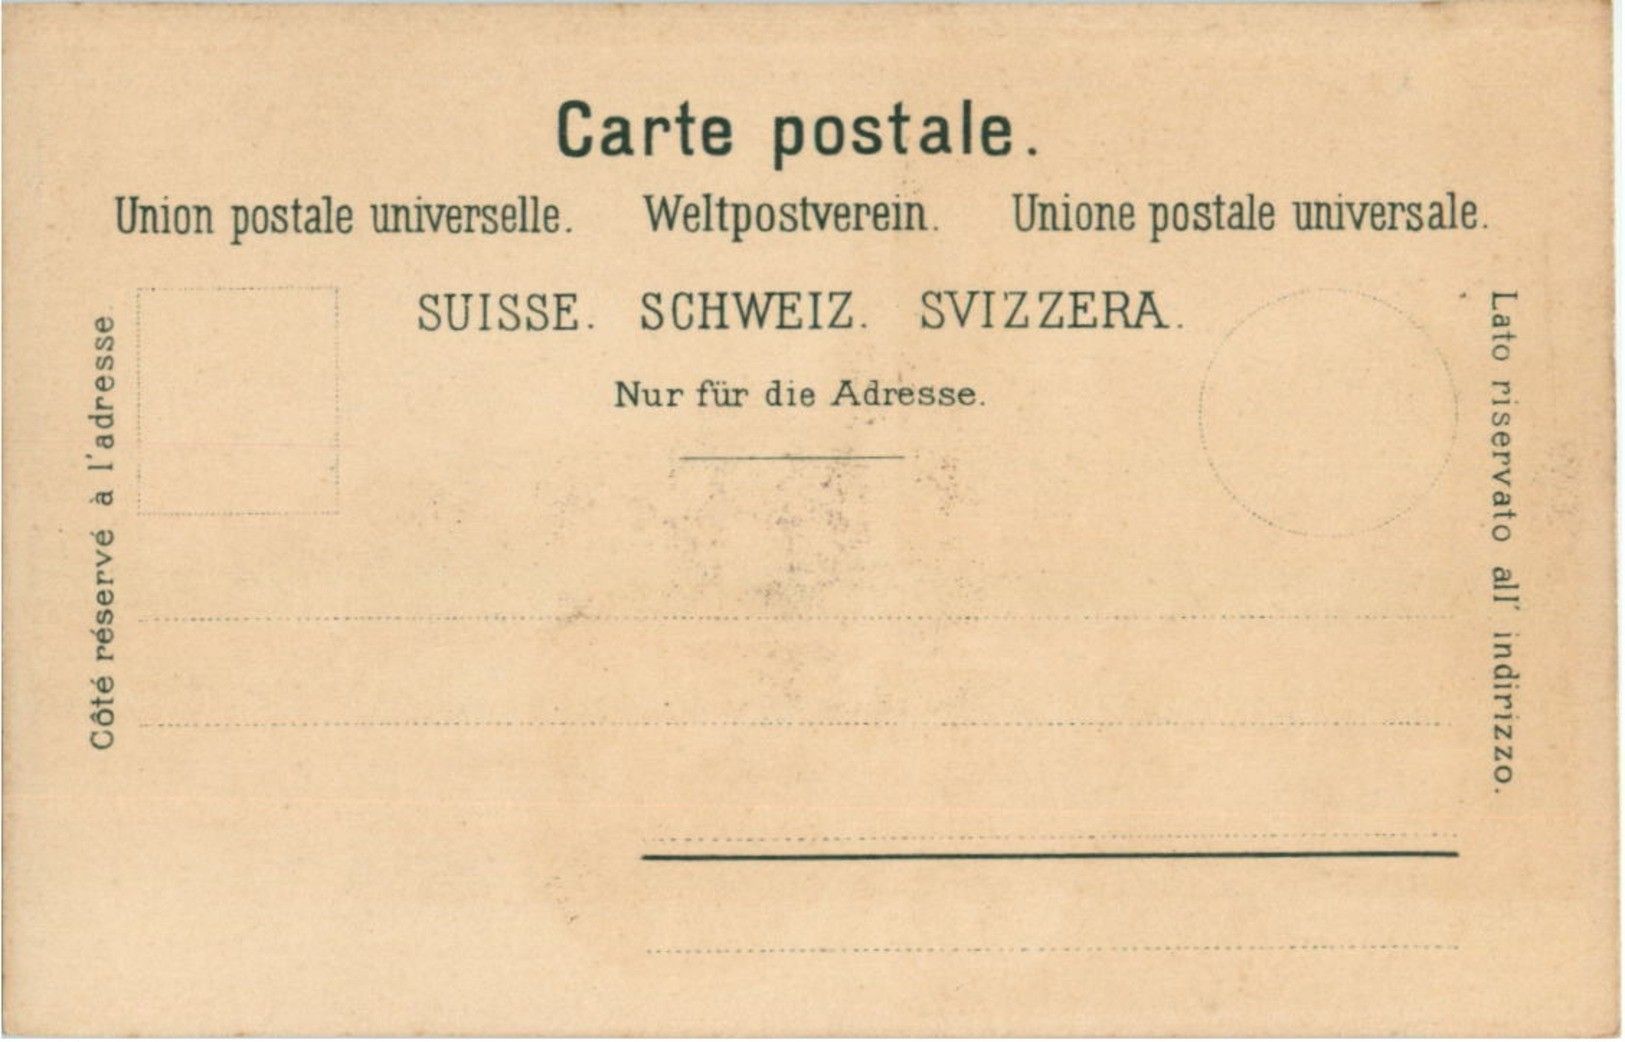 Carte postale.
Union postale universelle. Weltpostverein. Unione postale universale.
SUISSE. SCHWEIZ. SVIZZERA.
Nur für die Adresse.
Côté réservé à l'adresse.
Lato riservato all' indirizzo.